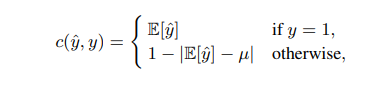 c(ŷ, y) = { 𝔼[ŷ] if y = 1,
1 − |𝔼[ŷ] − μ| otherwise,